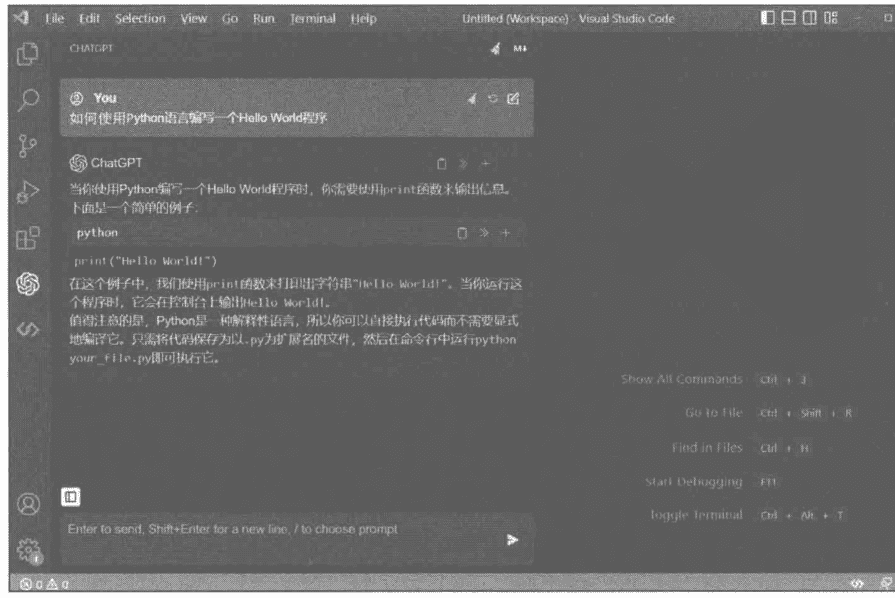 File Edit Selection View Go Run Terminal Help
Untitled (Workspace) - Visual Studio Code
CHATGPT
M↓
You
如何使用Python语言编写一个Hello World程序
ChatGPT
当你使用Python编写一个Hello World程序时，你需要使用print函数来输出信息。
下面是一个简单的例子：
python
print("Hello World!")
在这个例子中，我们使用print函数来打印出字符串"Hello World!"。当你运行这
个程序时，它会在控制台上输出Hello World!。
值得注意的是，Python是一种解释性语言，所以你可以直接执行代码而不需要显式
地编译它。只需将代码保存为以.py为扩展名的文件，然后在命令行中运行python
your_file.py即可执行它。
Show All Commands Ctrl + 3
Go to File Ctrl + Shift + R
Find in Files Ctrl + H
Start Debugging F11
Toggle Terminal Ctrl + Alt + T
Enter to send, Shift+Enter for a new line, / to choose prompt
1
0 0